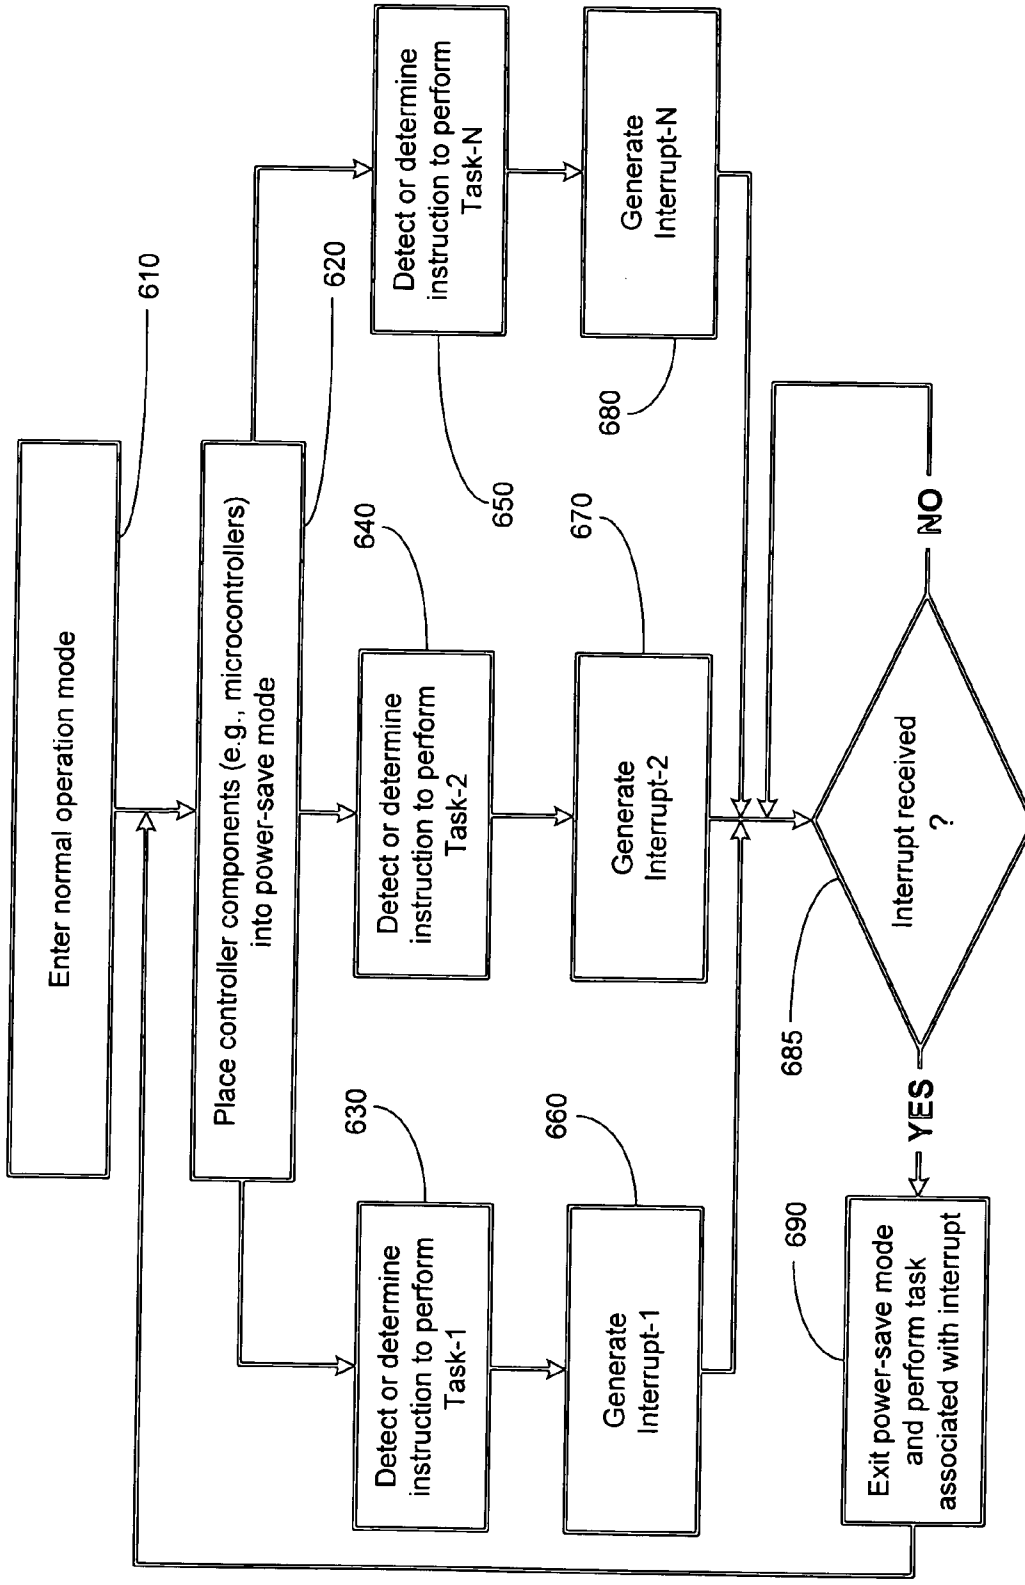 Enter normal operation mode
610
Place controller components (e.g., microcontrollers)
into power-save mode
620
Detect or determine
instruction to perform
Task-1
630
Detect or determine
instruction to perform
Task-2
640
Detect or determine
instruction to perform
Task-N
650
Generate
Interrupt-1
660
Generate
Interrupt-2
670
Generate
Interrupt-N
680
Interrupt received
?
685
YES
NO
Exit power-save mode
and perform task
associated with interrupt
690